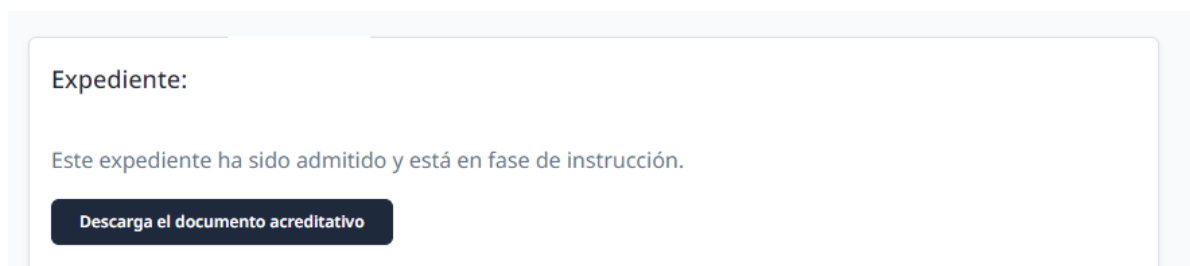 Expediente:
Este expediente ha sido admitido y está en fase de instrucción.
Descarga el documento acreditativo